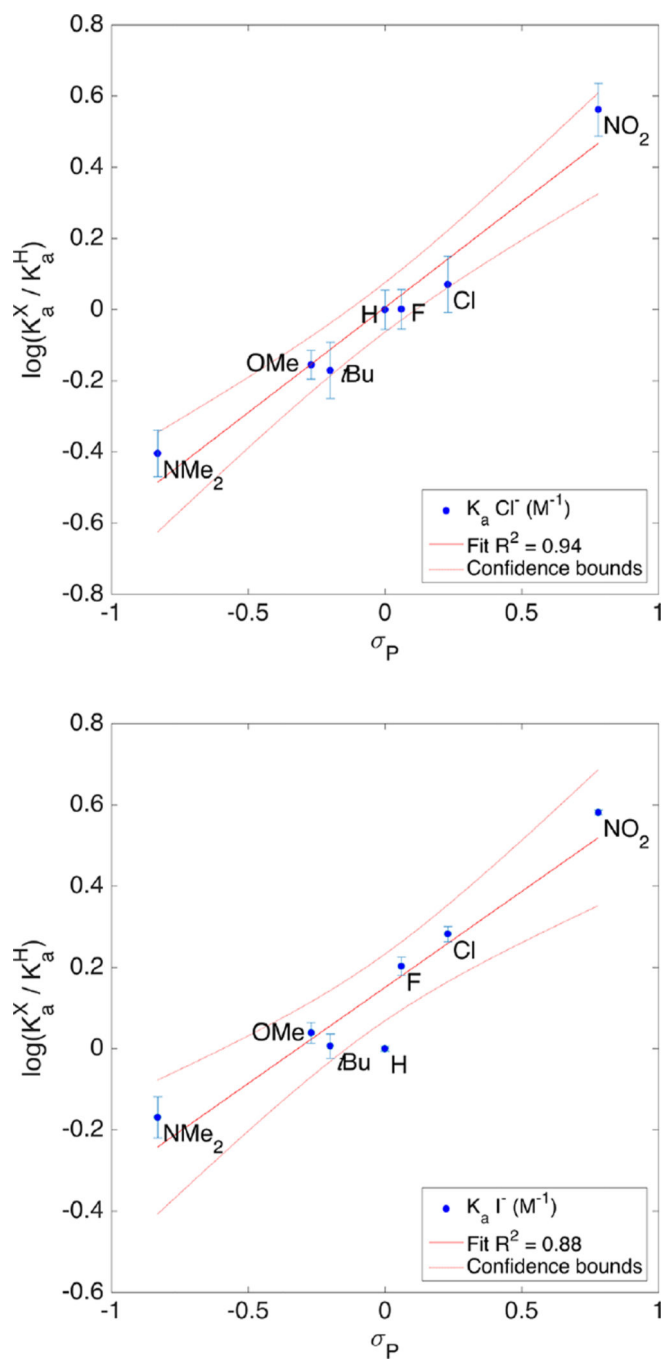 0.8
0.6
0.4
0.2
0
-0.2
-0.4
-0.6
-0.8
log(K_a^X / K_a^H)
NO₂
Cl
F
H
OMe
tBu
NMe₂
K_a Cl⁻ (M⁻¹)
Fit R² = 0.94
Confidence bounds
-1 -0.5 0 0.5 1
σ_P
0.8
0.6
0.4
0.2
0
-0.2
-0.4
-0.6
log(K_a^X / K_a^H)
NO₂
Cl
F
OMe
tBu
H
NMe₂
K_a I⁻ (M⁻¹)
Fit R² = 0.88
Confidence bounds
-1 -0.5 0 0.5 1
σ_P